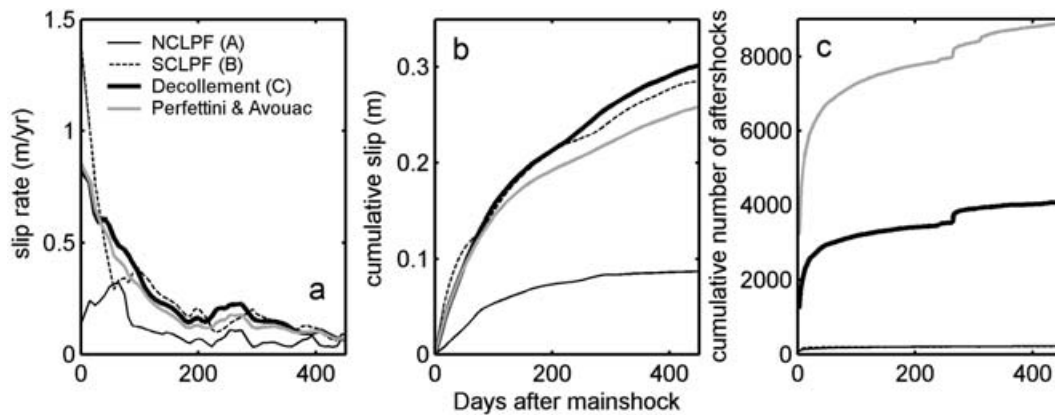 1.5
1
0.5
0
slip rate (m/yr)
NCLPF (A)
SCLPF (B)
Decollement (C)
Perfettini & Avouac
a
0 200 400
0.3
0.2
0.1
0
cumulative slip (m)
b
0 200 400
Days after mainshock
8000
6000
4000
2000
0
cumulative number of aftershocks
c
0 200 400